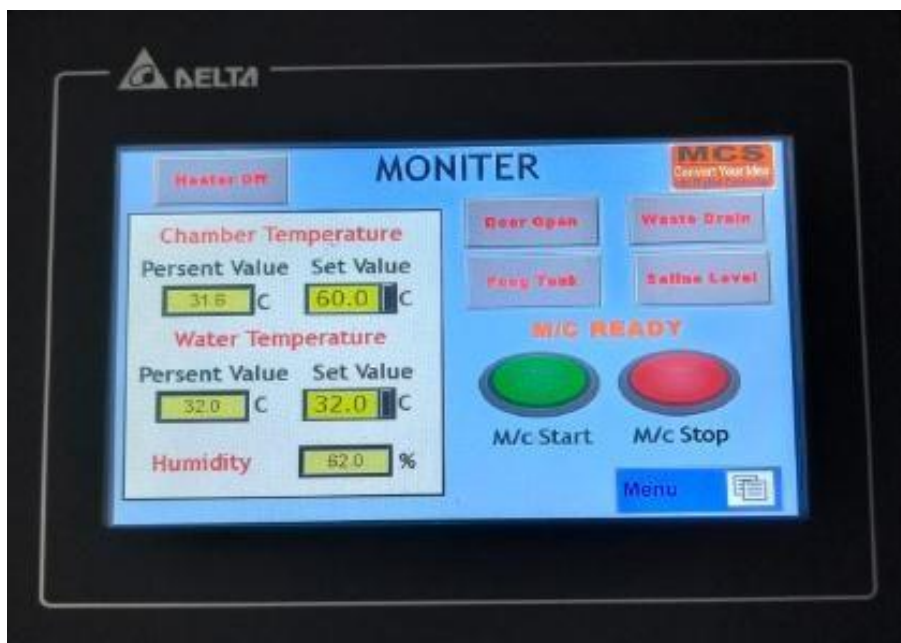 DELTA
MONITER
Heater Off
MCS
Convert Your Idea
Door Open
Waste Drain
Chamber Temperature
Persent Value Set Value
31.6 C 60.0 C
Fog Tank
Saline Level
M/C READY
Water Temperature
Persent Value Set Value
32.0 C 32.0 C
M/c Start M/c Stop
Humidity 62.0 %
Menu